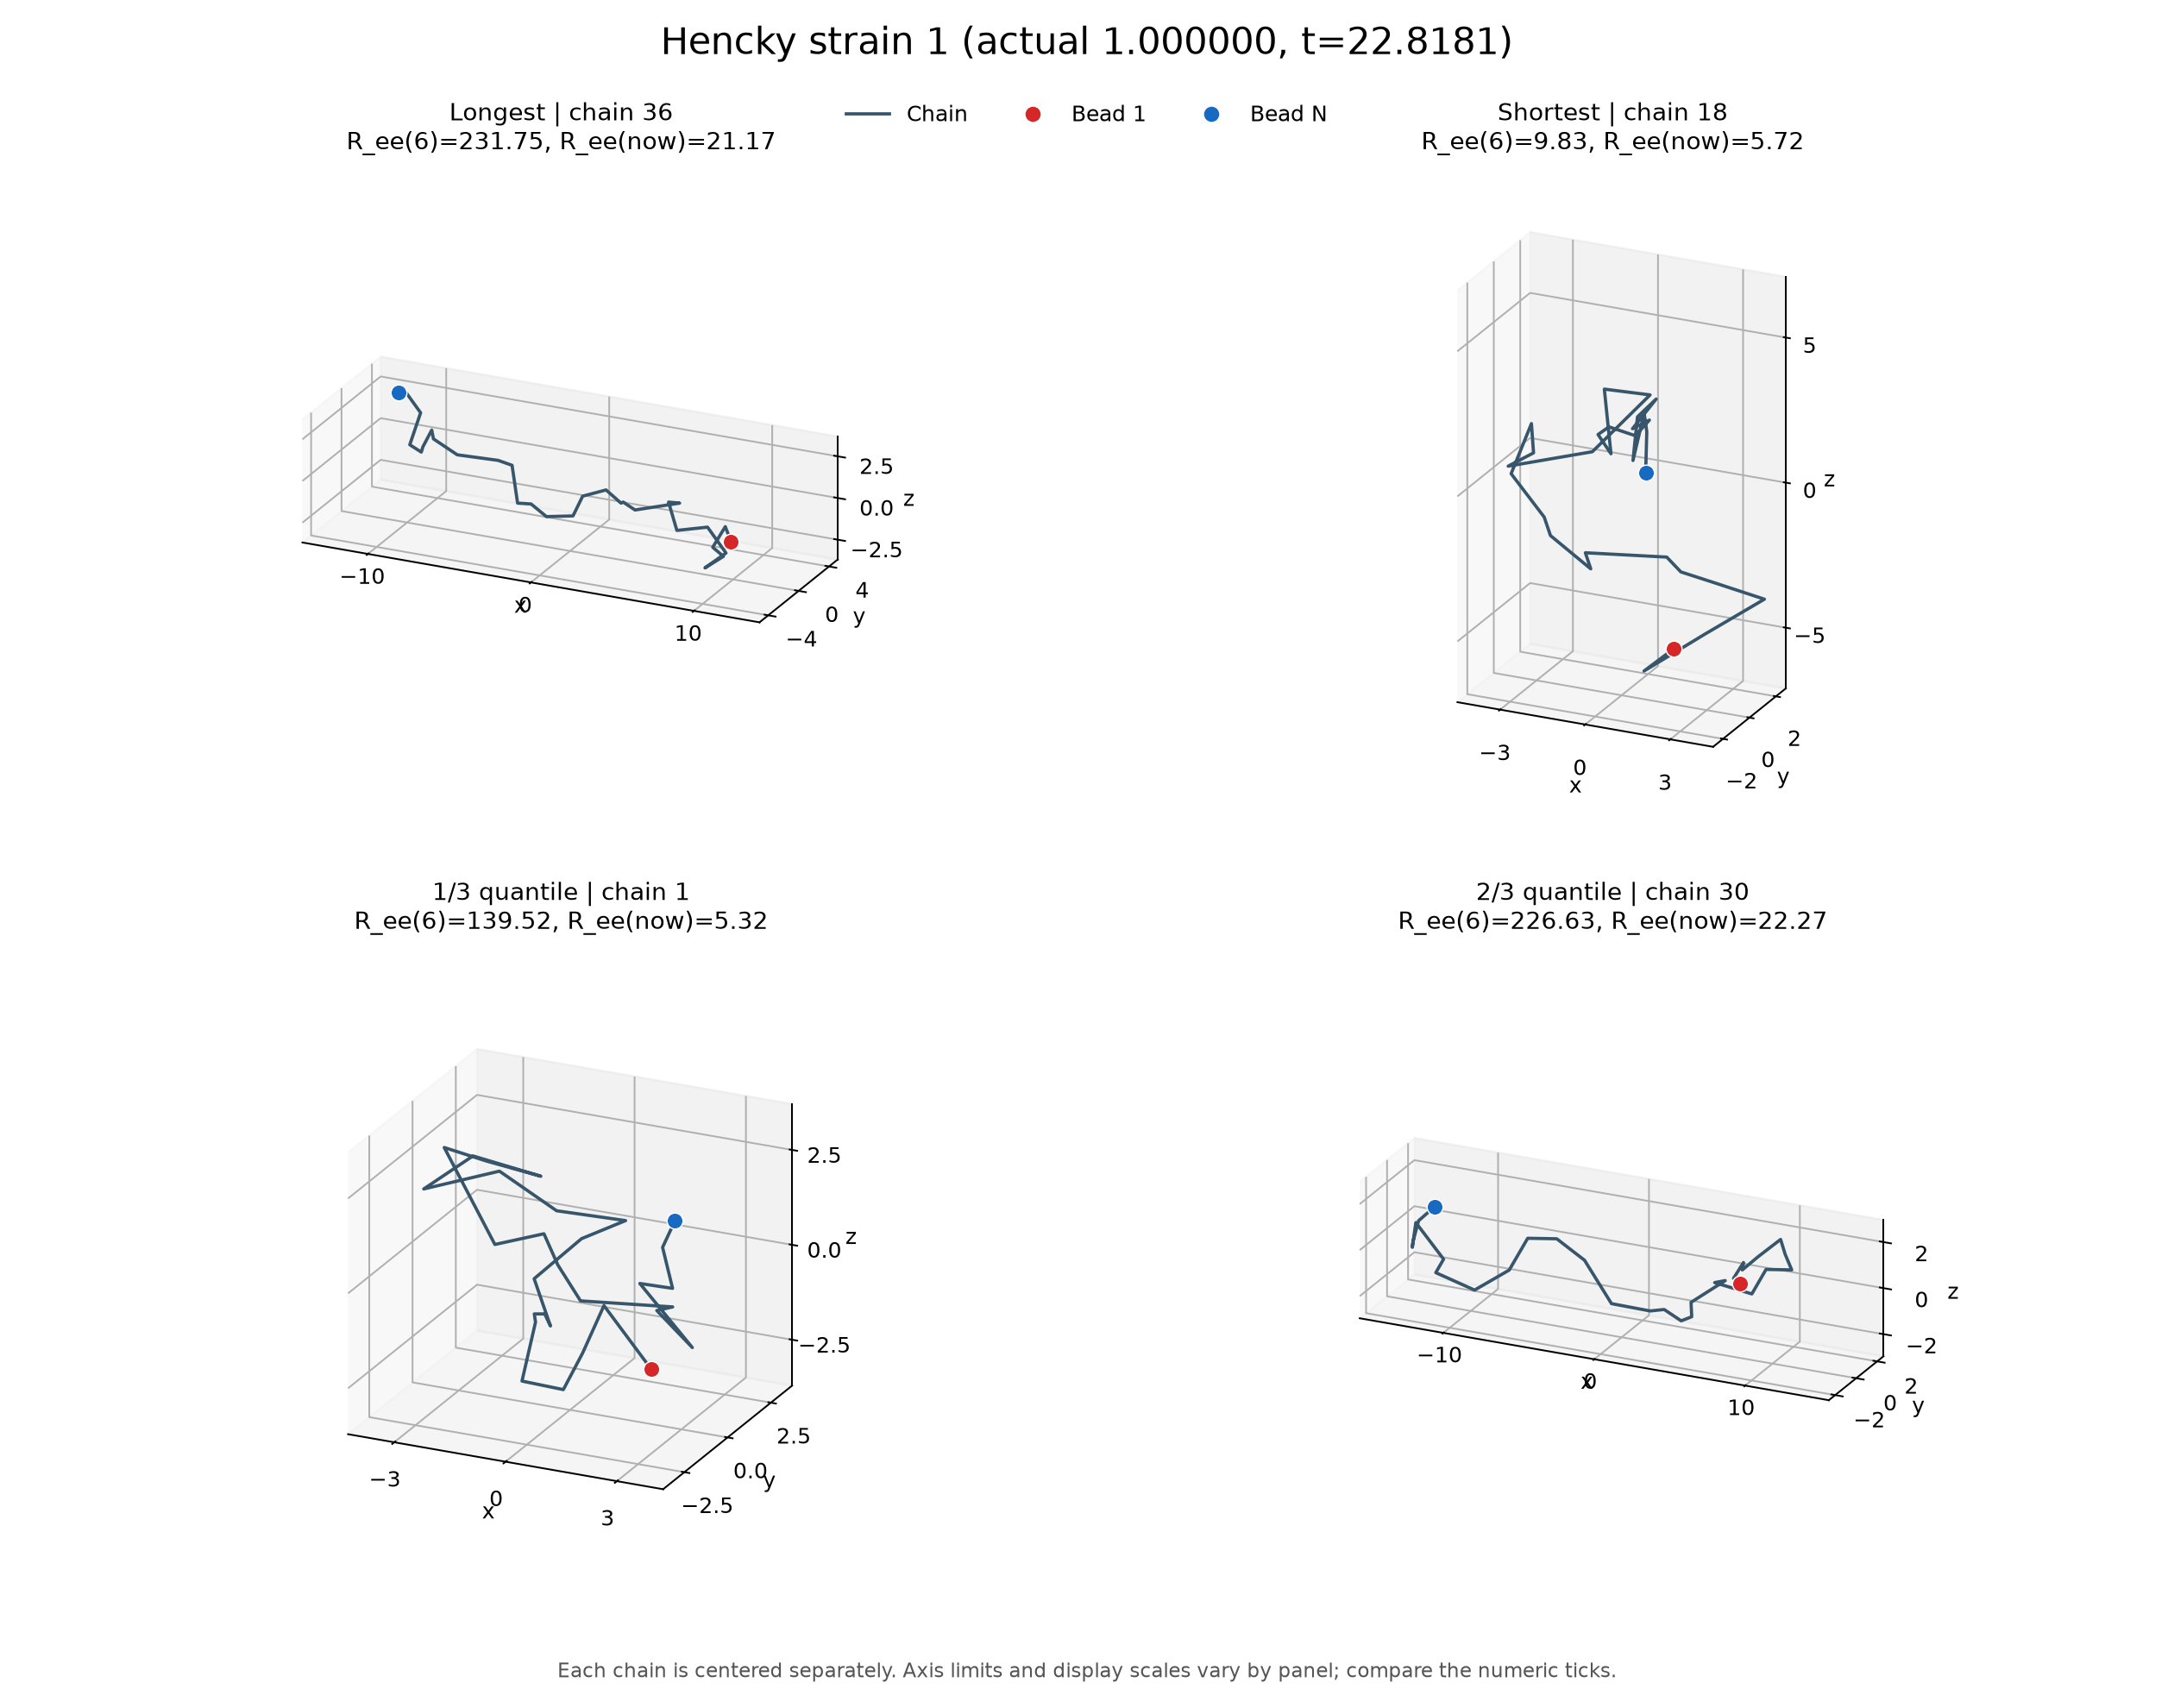 Hencky strain 1 (actual 1.000000, t=22.8181)
Chain Bead 1 Bead N
Longest | chain 36
R_ee(6)=231.75, R_ee(now)=21.17
−10
0
10
x
−4
0
4
y
2.5
0.0
−2.5
z
Shortest | chain 18
R_ee(6)=9.83, R_ee(now)=5.72
5
0
−5
z
−3
0
3
x
−2
0
2
y
1/3 quantile | chain 1
R_ee(6)=139.52, R_ee(now)=5.32
2.5
0.0
−2.5
z
−3
0
3
x
−2.5
0.0
2.5
y
2/3 quantile | chain 30
R_ee(6)=226.63, R_ee(now)=22.27
2
0
−2
z
−10
0
10
x
−2
0
2
y
Each chain is centered separately. Axis limits and display scales vary by panel; compare the numeric ticks.